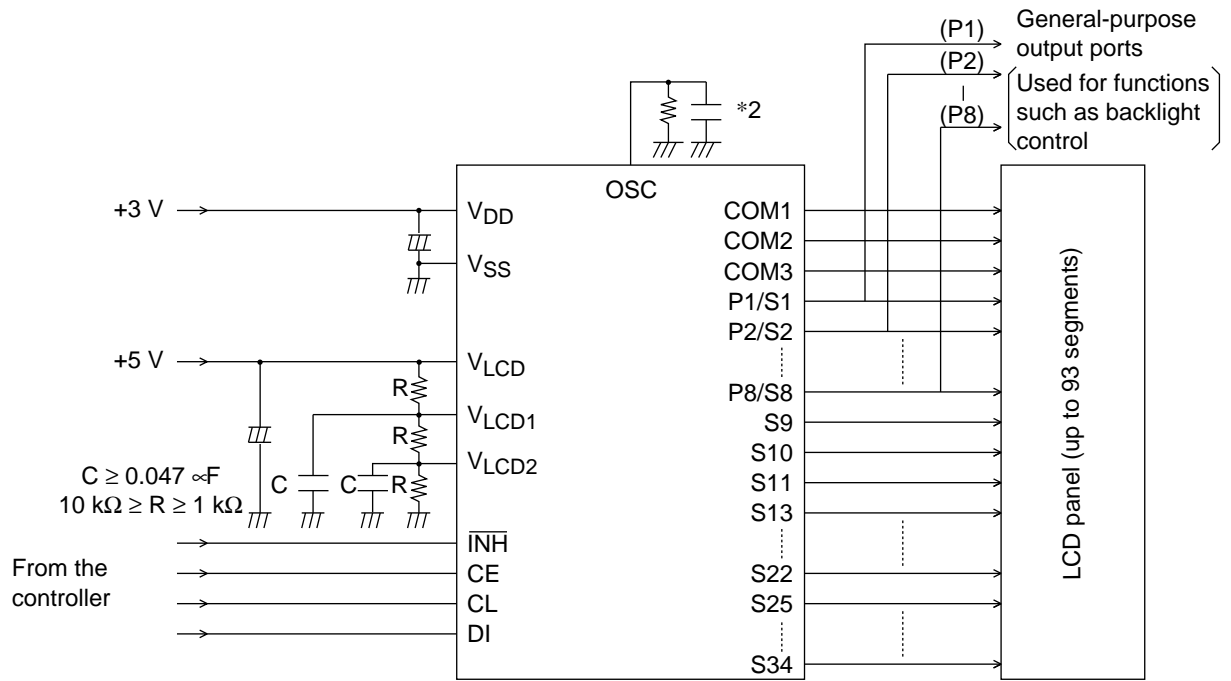 (P1)
General-purpose
output ports
(P2)
(P8)
Used for functions
such as backlight
control
*2
OSC
+3 V
VDD
VSS
+5 V
VLCD
R
VLCD1
R
VLCD2
R
C
C
C ≥ 0.047 ∝F
10 kΩ ≥ R ≥ 1 kΩ
From the
controller
INH
CE
CL
DI
COM1
COM2
COM3
P1/S1
P2/S2
P8/S8
S9
S10
S11
S13
S22
S25
S34
LCD panel (up to 93 segments)